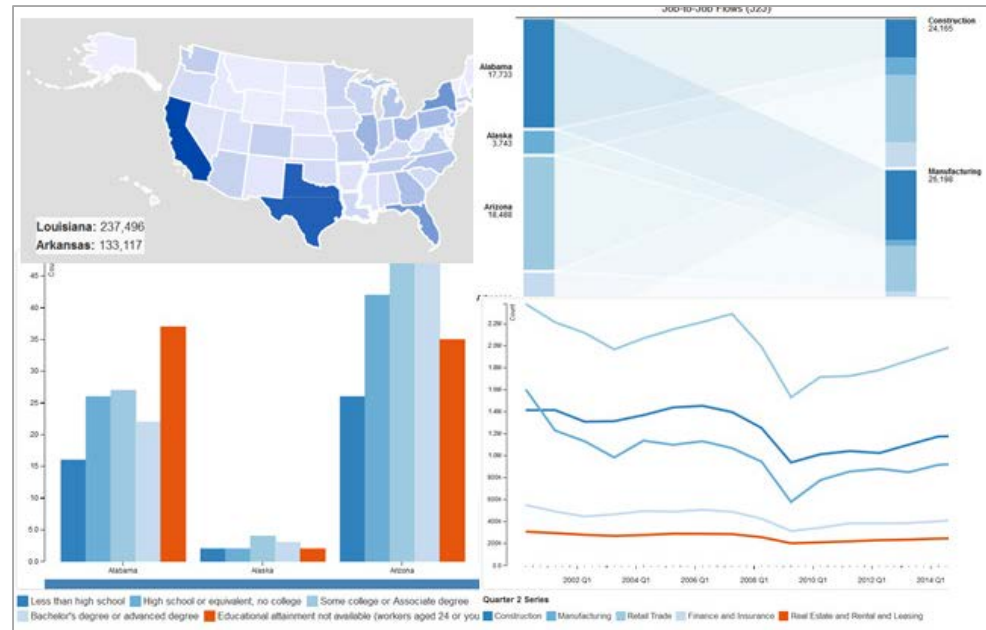 Job-to-Job Flows (J2J)
Louisiana: 237,496
Arkansas: 133,117
Alabama
17,733
Alaska
3,743
Arizona
18,488
Construction
24,165
Manufacturing
26,198
45
40
35
30
25
20
15
10
5.0
0.0
Alabama
Alaska
Arizona
Less than high school
High school or equivalent, no college
Some college or Associate degree
Bachelor's degree or advanced degree
Educational attainment not available (workers aged 24 or you
Count
2.2M
2.0M
1.8M
1.6M
1.4M
1.2M
1.0M
800k
600k
400k
200k
0.0
2002 Q1
2004 Q1
2006 Q1
2008 Q1
2010 Q1
2012 Q1
2014 Q1
Quarter 2 Series
Construction
Manufacturing
Retail Trade
Finance and Insurance
Real Estate and Rental and Leasing